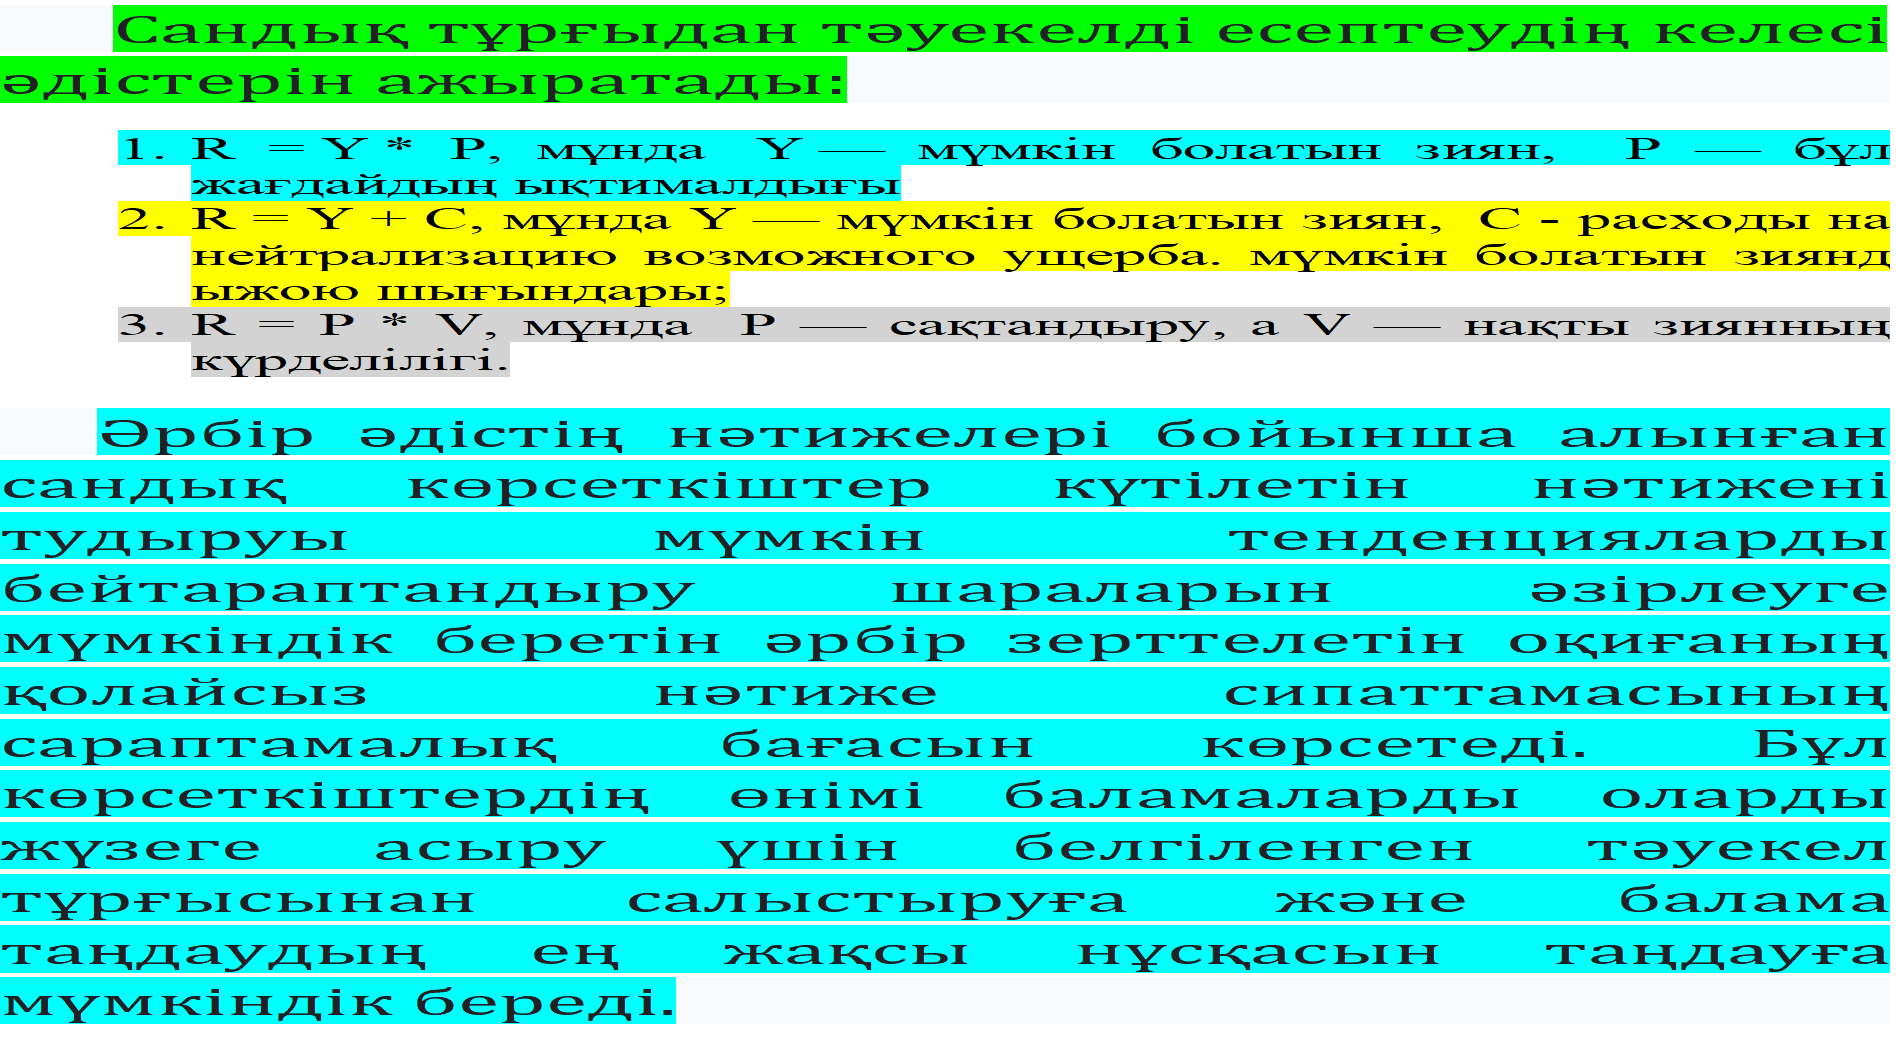 Сандық тұрғыдан тәуекелді есептеудің келесі
әдістерін ажыратады:
1. R = Y * P, мұнда Y — мүмкін болатын зиян, P — бұл
жағдайдың ықтималдығы
2. R = Y + C, мұнда Y — мүмкін болатын зиян, C - расходы на
нейтрализацию возможного ущерба. мүмкін болатын зиянд
ыжою шығындары;
3. R = P * V, мұнда P — сақтандыру, а V — нақты зиянның
күрделілігі.
Әрбір әдістің нәтижелері бойынша алынған
сандық көрсеткіштер күтілетін нәтижені
тудыруы мүмкін тенденцияларды
бейтараптандыру шараларын әзірлеуге
мүмкіндік беретін әрбір зерттелетін оқиғаның
қолайсыз нәтиже сипаттамасының
сараптамалық бағасын көрсетеді. Бұл
көрсеткіштердің өнімі баламаларды оларды
жүзеге асыру үшін белгіленген тәуекел
тұрғысынан салыстыруға және балама
таңдаудың ең жақсы нұсқасын таңдауға
мүмкіндік береді.